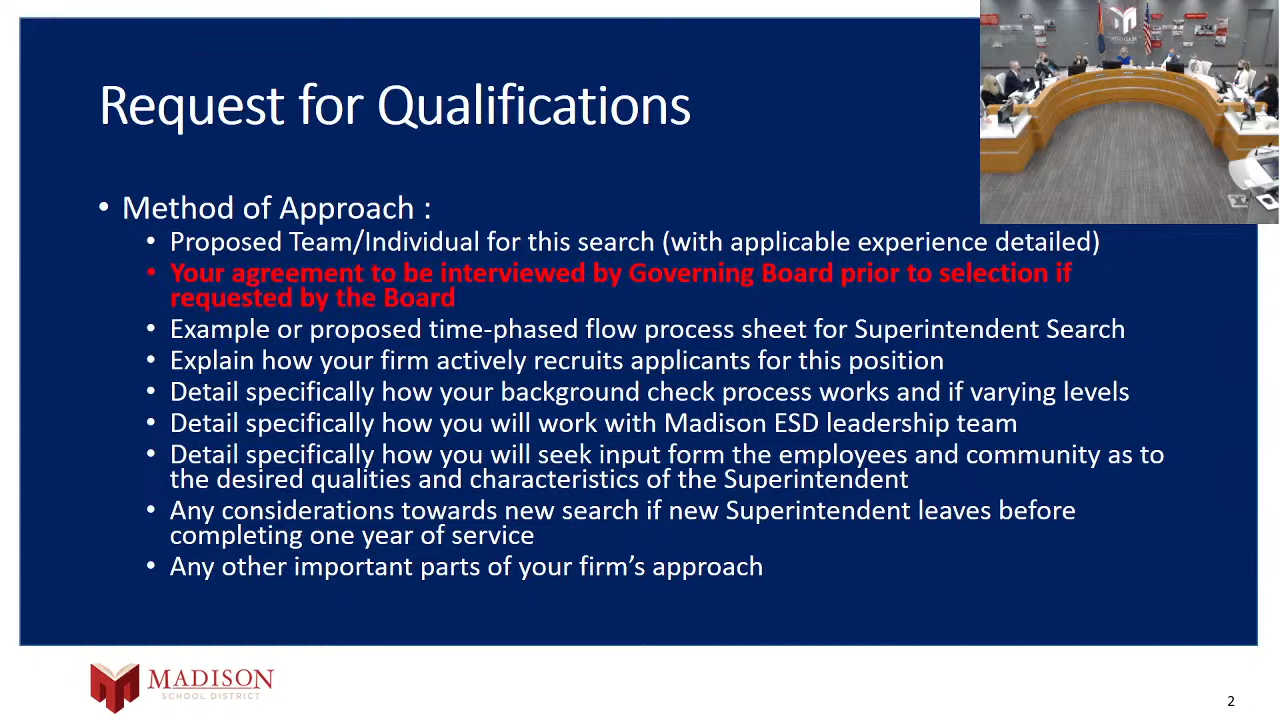 Request for Qualifications
• Method of Approach :
• Proposed Team/Individual for this search (with applicable experience detailed)
• Your agreement to be interviewed by Governing Board prior to selection if
requested by the Board
• Example or proposed time-phased flow process sheet for Superintendent Search
• Explain how your firm actively recruits applicants for this position
• Detail specifically how your background check process works and if varying levels
• Detail specifically how you will work with Madison ESD leadership team
• Detail specifically how you will seek input form the employees and community as to
the desired qualities and characteristics of the Superintendent
• Any considerations towards new search if new Superintendent leaves before
completing one year of service
• Any other important parts of your firm’s approach
MADISON
SCHOOL DISTRICT
2